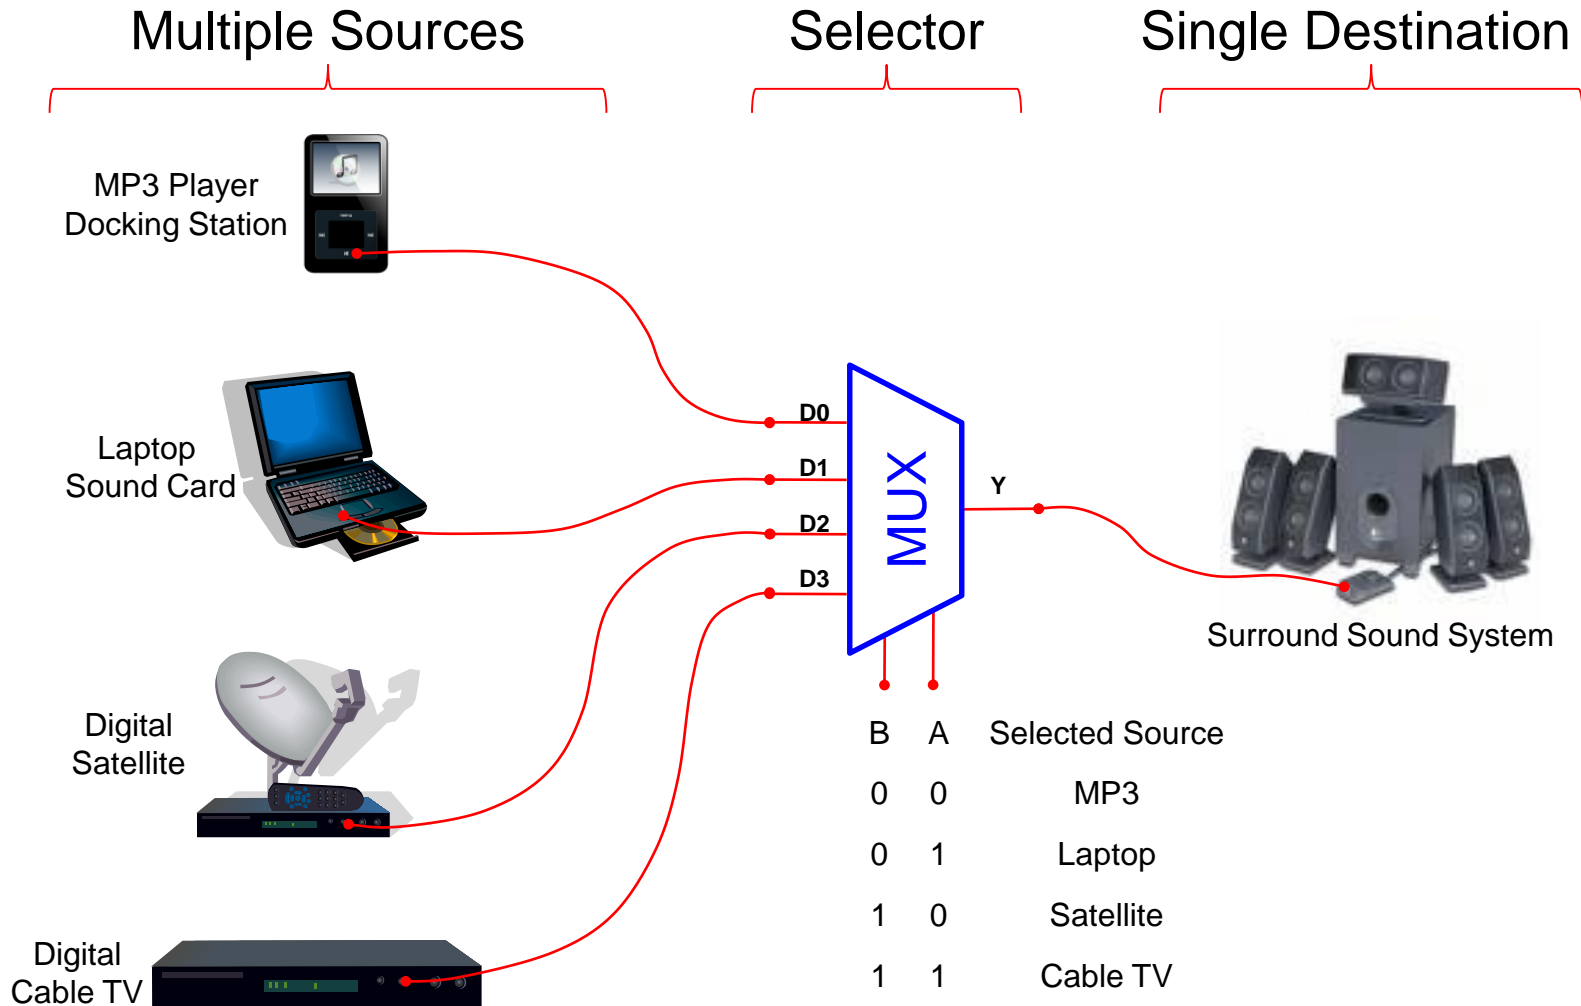 Multiple Sources
Selector
Single Destination
MP3 Player
Docking Station
Laptop
Sound Card
Digital
Satellite
Digital
Cable TV
D0
D1
D2
D3
MUX
Y
Surround Sound System
B A Selected Source
0 0 MP3
0 1 Laptop
1 0 Satellite
1 1 Cable TV